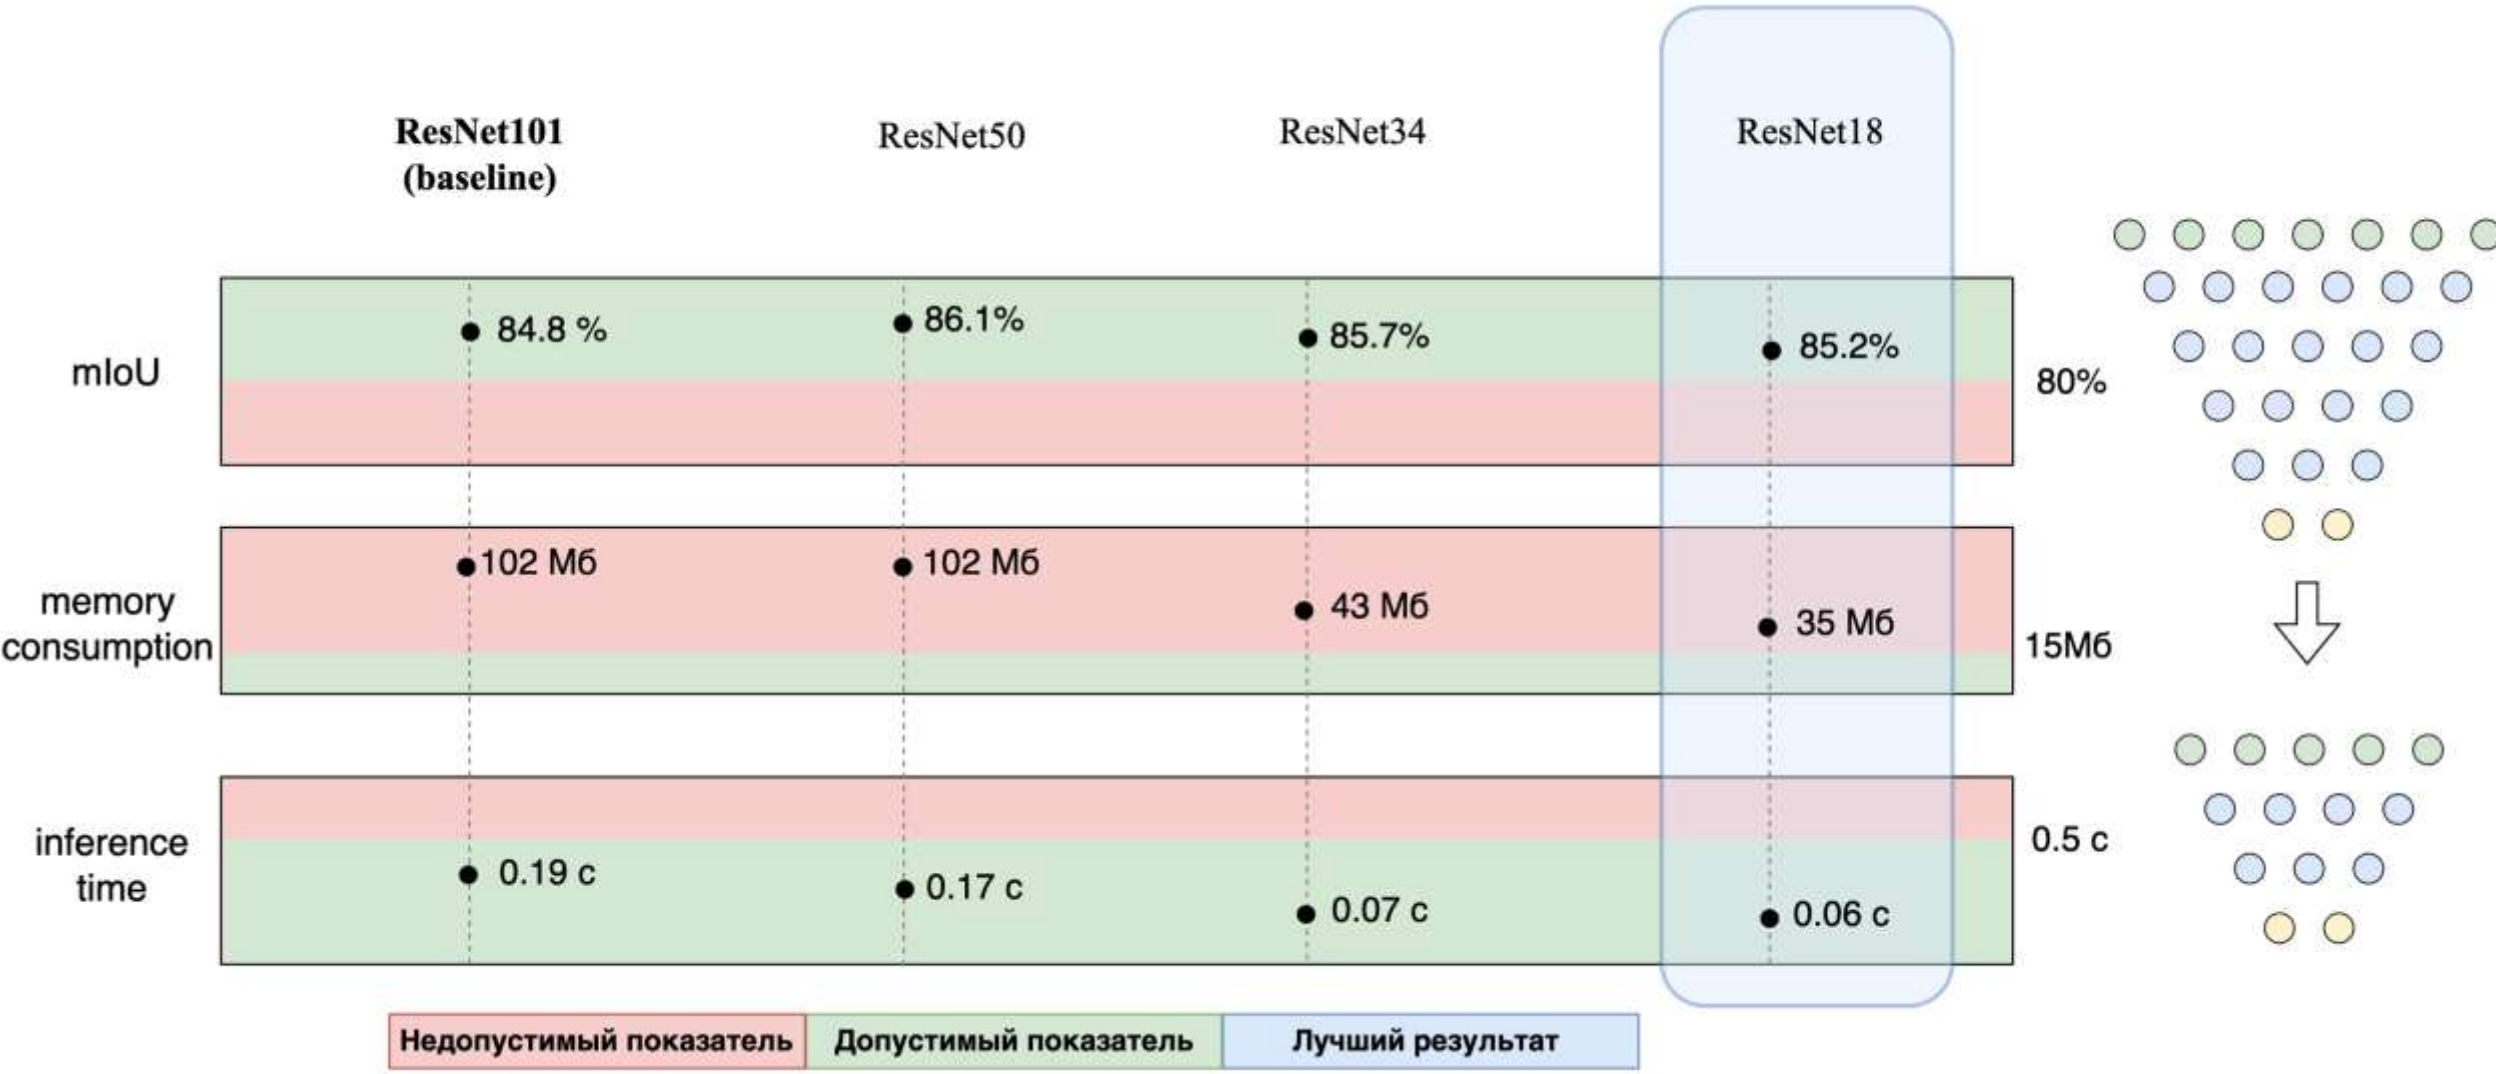 ResNet101
(baseline)
ResNet50
ResNet34
ResNet18
mIoU
84.8 %
86.1%
85.7%
85.2%
80%
memory
consumption
102 Мб
102 Мб
43 Мб
35 Мб
15Мб
inference
time
0.19 с
0.17 с
0.07 с
0.06 с
0.5 с
Недопустимый показатель
Допустимый показатель
Лучший результат